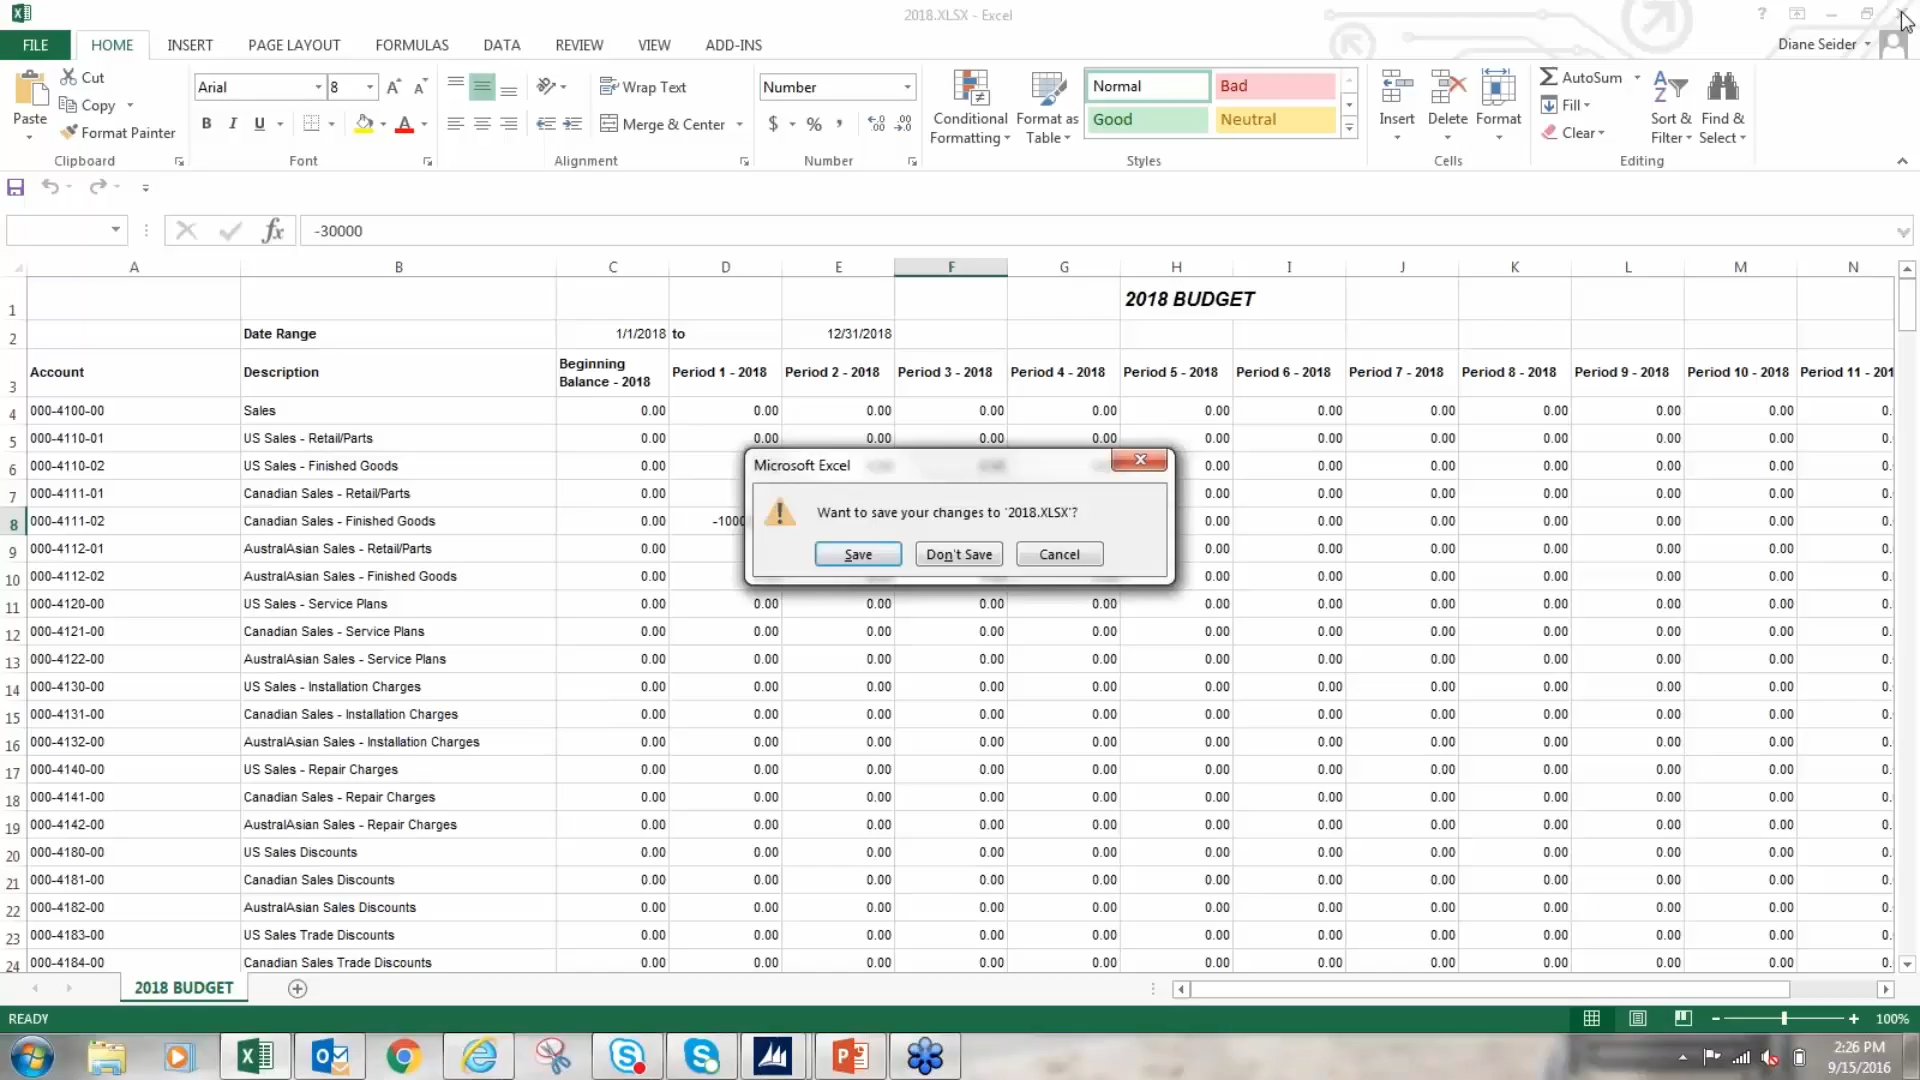 2018.XLSX - Excel
?
FILE HOME INSERT PAGE LAYOUT FORMULAS DATA REVIEW VIEW ADD-INS Diane Seider
Paste Cut Copy Format Painter Clipboard
Arial 8 A A B I U A Font
Wrap Text Merge & Center Alignment
Number $ % , Number
Conditional Formatting Format as Table Normal Bad Good Neutral Styles
Insert Delete Format Cells
AutoSum Fill Clear Sort & Filter Find & Select Editing
fx -30000
A B C D E F G H I J K L M N
1 2018 BUDGET
2 Date Range 1/1/2018 to 12/31/2018
3 Account Description Beginning Balance - 2018 Period 1 - 2018 Period 2 - 2018 Period 3 - 2018 Period 4 - 2018 Period 5 - 2018 Period 6 - 2018 Period 7 - 2018 Period 8 - 2018 Period 9 - 2018 Period 10 - 2018 Period 11 - 201
4 000-4100-00 Sales 0.00 0.00 0.00 0.00 0.00 0.00 0.00 0.00 0.00 0.00 0.00 0.
5 000-4110-01 US Sales - Retail/Parts 0.00 0.00 0.00 0.00 0.00 0.00 0.00 0.00 0.00 0.00 0.00 0.
6 000-4110-02 US Sales - Finished Goods 0.00 0.00 0.00 0.00 0.00 0.00 0.00 0.
7 000-4111-01 Canadian Sales - Retail/Parts 0.00 0.00 0.00 0.00 0.00 0.00 0.00 0.
8 000-4111-02 Canadian Sales - Finished Goods 0.00 -1000 0.00 0.00 0.00 0.00 0.00 0.00 0.
9 000-4112-01 AustralAsian Sales - Retail/Parts 0.00 0.00 0.00 0.00 0.00 0.00 0.00 0.
10 000-4112-02 AustralAsian Sales - Finished Goods 0.00 0.00 0.00 0.00 0.00 0.00 0.00 0.
11 000-4120-00 US Sales - Service Plans 0.00 0.00 0.00 0.00 0.00 0.00 0.00 0.00 0.00 0.00 0.00 0.
12 000-4121-00 Canadian Sales - Service Plans 0.00 0.00 0.00 0.00 0.00 0.00 0.00 0.00 0.00 0.00 0.00 0.
13 000-4122-00 AustralAsian Sales - Service Plans 0.00 0.00 0.00 0.00 0.00 0.00 0.00 0.00 0.00 0.00 0.00 0.
14 000-4130-00 US Sales - Installation Charges 0.00 0.00 0.00 0.00 0.00 0.00 0.00 0.00 0.00 0.00 0.00 0.
15 000-4131-00 Canadian Sales - Installation Charges 0.00 0.00 0.00 0.00 0.00 0.00 0.00 0.00 0.00 0.00 0.00 0.
16 000-4132-00 AustralAsian Sales - Installation Charges 0.00 0.00 0.00 0.00 0.00 0.00 0.00 0.00 0.00 0.00 0.00 0.
17 000-4140-00 US Sales - Repair Charges 0.00 0.00 0.00 0.00 0.00 0.00 0.00 0.00 0.00 0.00 0.00 0.
18 000-4141-00 Canadian Sales - Repair Charges 0.00 0.00 0.00 0.00 0.00 0.00 0.00 0.00 0.00 0.00 0.00 0.
19 000-4142-00 AustralAsian Sales - Repair Charges 0.00 0.00 0.00 0.00 0.00 0.00 0.00 0.00 0.00 0.00 0.00 0.
20 000-4180-00 US Sales Discounts 0.00 0.00 0.00 0.00 0.00 0.00 0.00 0.00 0.00 0.00 0.00 0.
21 000-4181-00 Canadian Sales Discounts 0.00 0.00 0.00 0.00 0.00 0.00 0.00 0.00 0.00 0.00 0.00 0.
22 000-4182-00 AustralAsian Sales Discounts 0.00 0.00 0.00 0.00 0.00 0.00 0.00 0.00 0.00 0.00 0.00 0.
23 000-4183-00 US Sales Trade Discounts 0.00 0.00 0.00 0.00 0.00 0.00 0.00 0.00 0.00 0.00 0.00 0.
24 000-4184-00 Canadian Sales Trade Discounts 0.00 0.00 0.00 0.00 0.00 0.00 0.00 0.00 0.00 0.00 0.00 0.
Microsoft Excel
Want to save your changes to '2018.XLSX'?
Save Don't Save Cancel
2018 BUDGET
READY 100%
2:26 PM
9/15/2016